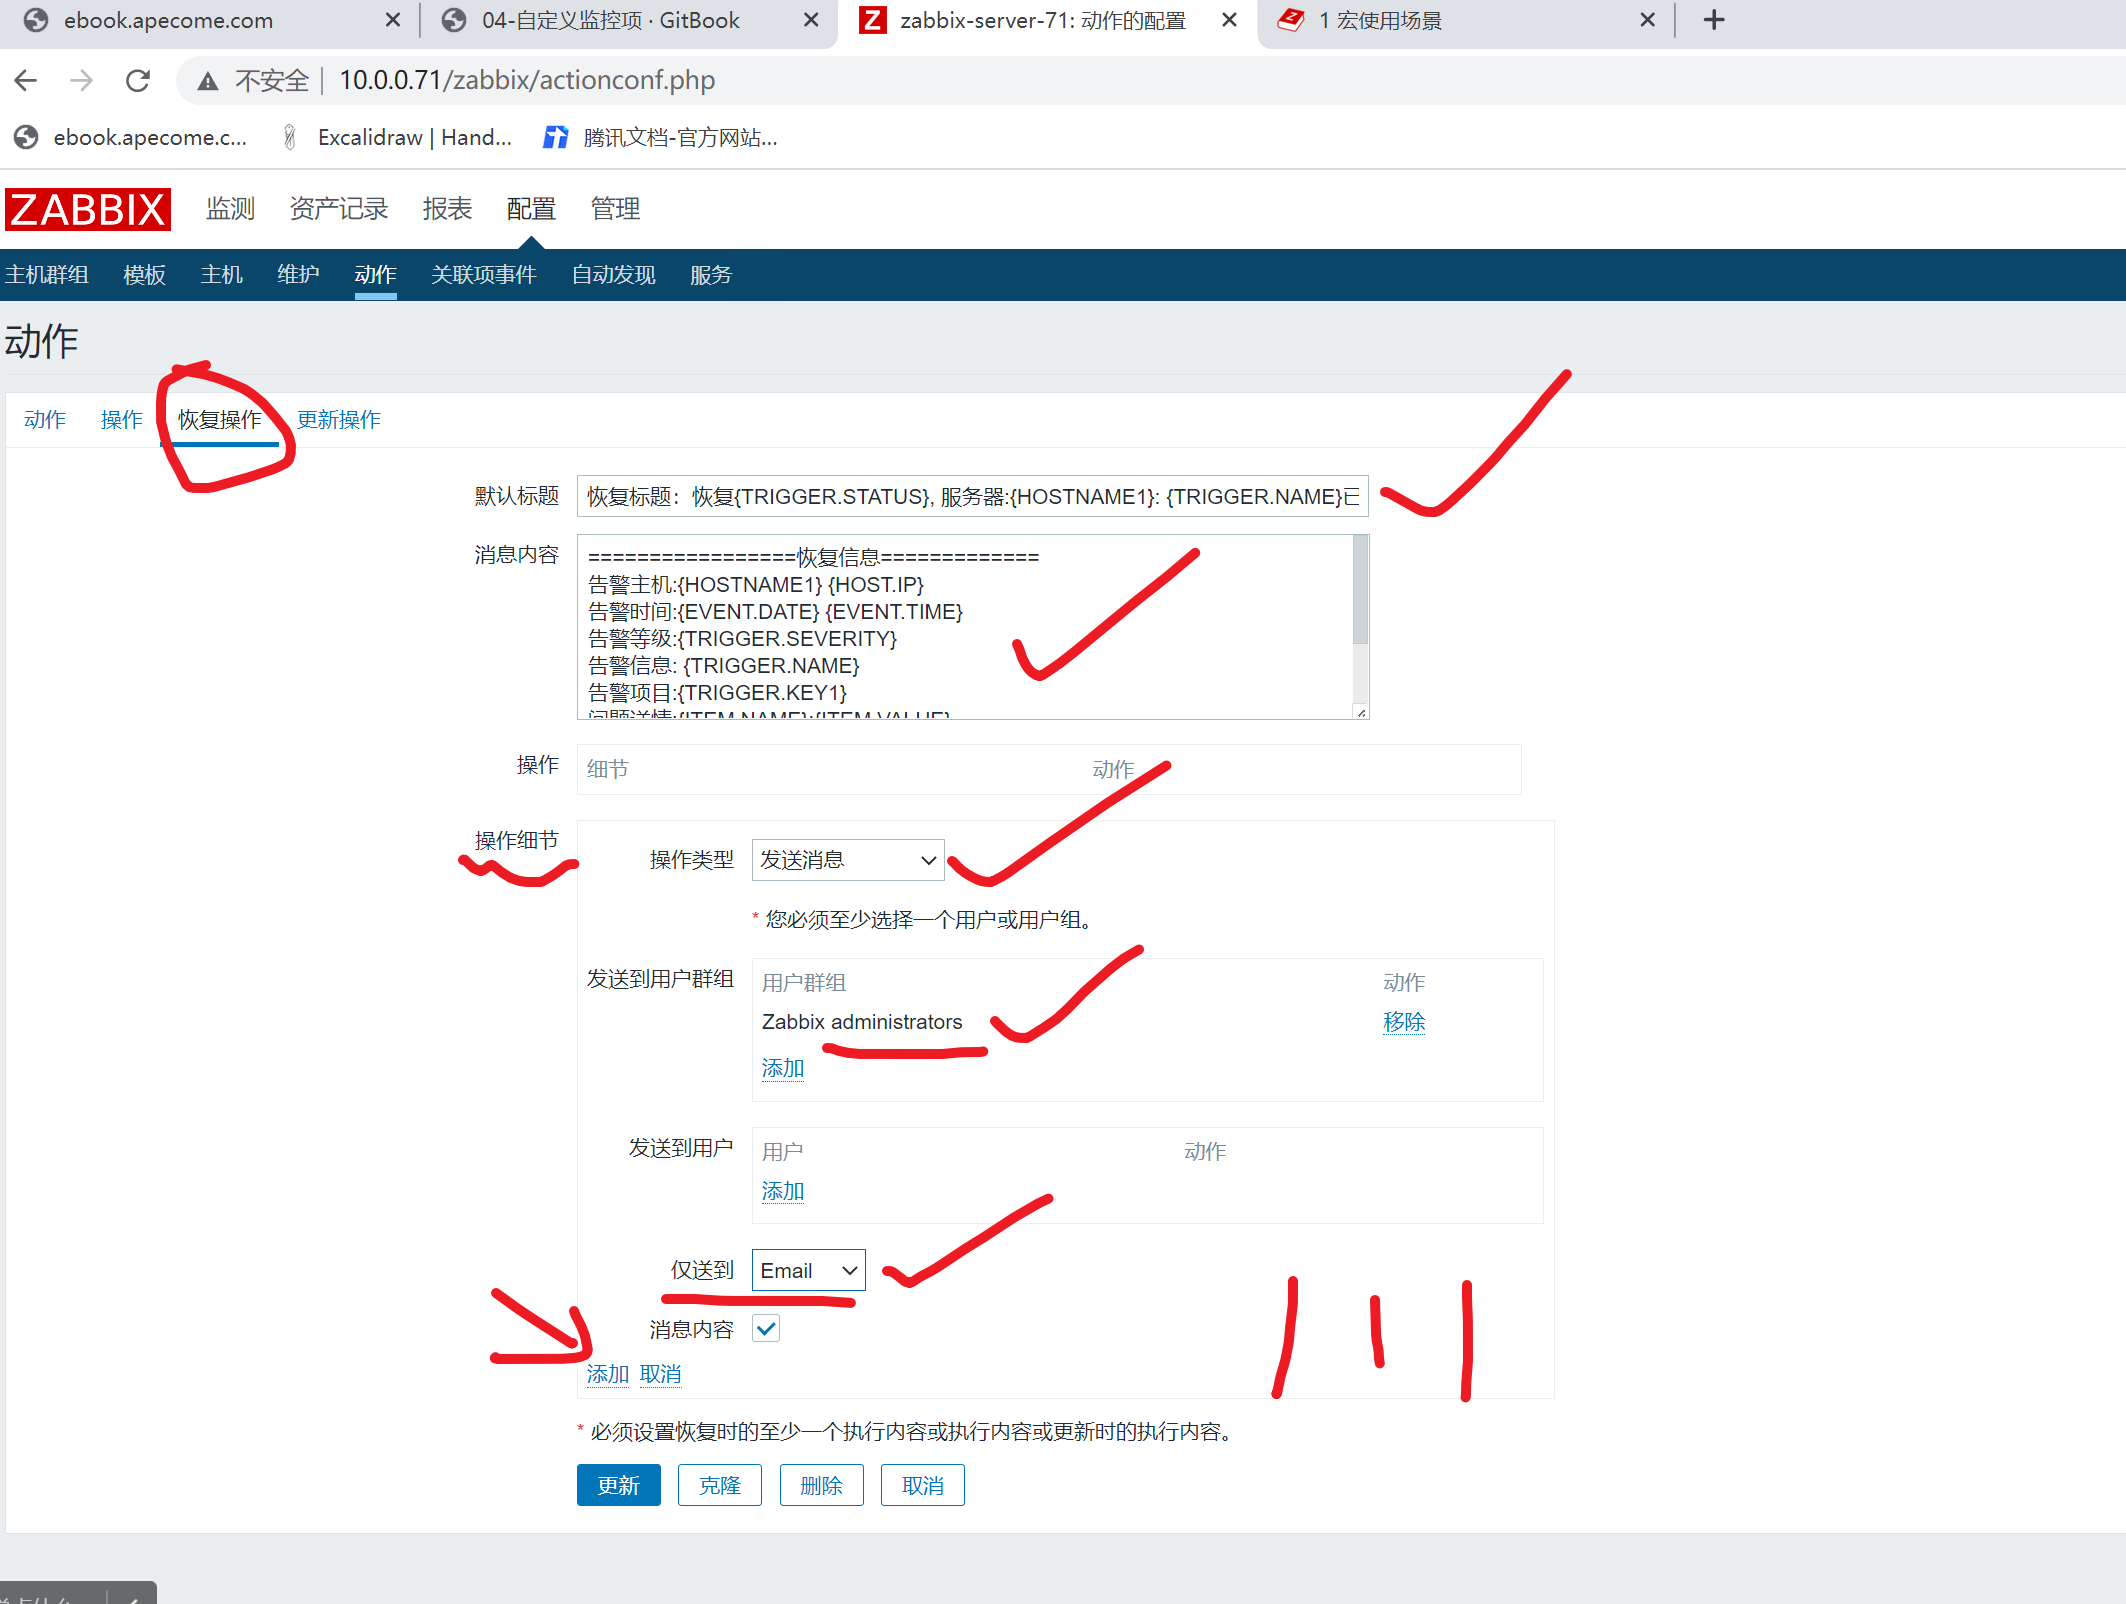 ebook.apecome.com
04-自定义监控项 · GitBook
zabbix-server-71: 动作的配置
1 宏使用场景
不安全 | 10.0.0.71/zabbix/actionconf.php
ebook.apecome.c...
Excalidraw | Hand...
腾讯文档-官方网站...
ZABBIX 监测 资产记录 报表 配置 管理
主机群组 模板 主机 维护 动作 关联项事件 自动发现 服务
动作
动作 操作 恢复操作 更新操作
默认标题 恢复标题：恢复{TRIGGER.STATUS}, 服务器:{HOSTNAME1}: {TRIGGER.NAME}已
消息内容 =================恢复信息=============
告警主机:{HOSTNAME1} {HOST.IP}
告警时间:{EVENT.DATE} {EVENT.TIME}
告警等级:{TRIGGER.SEVERITY}
告警信息: {TRIGGER.NAME}
告警项目:{TRIGGER.KEY1}
问题详情:{ITEM.NAME}:{ITEM.VALUE}
操作 细节 动作
操作细节
操作类型 发送消息
* 您必须至少选择一个用户或用户组。
发送到用户群组 用户群组 动作
Zabbix administrators 移除
添加
发送到用户 用户 动作
添加
仅送到 Email
消息内容
添加 取消
* 必须设置恢复时的至少一个执行内容或执行内容或更新时的执行内容。
更新 克隆 删除 取消